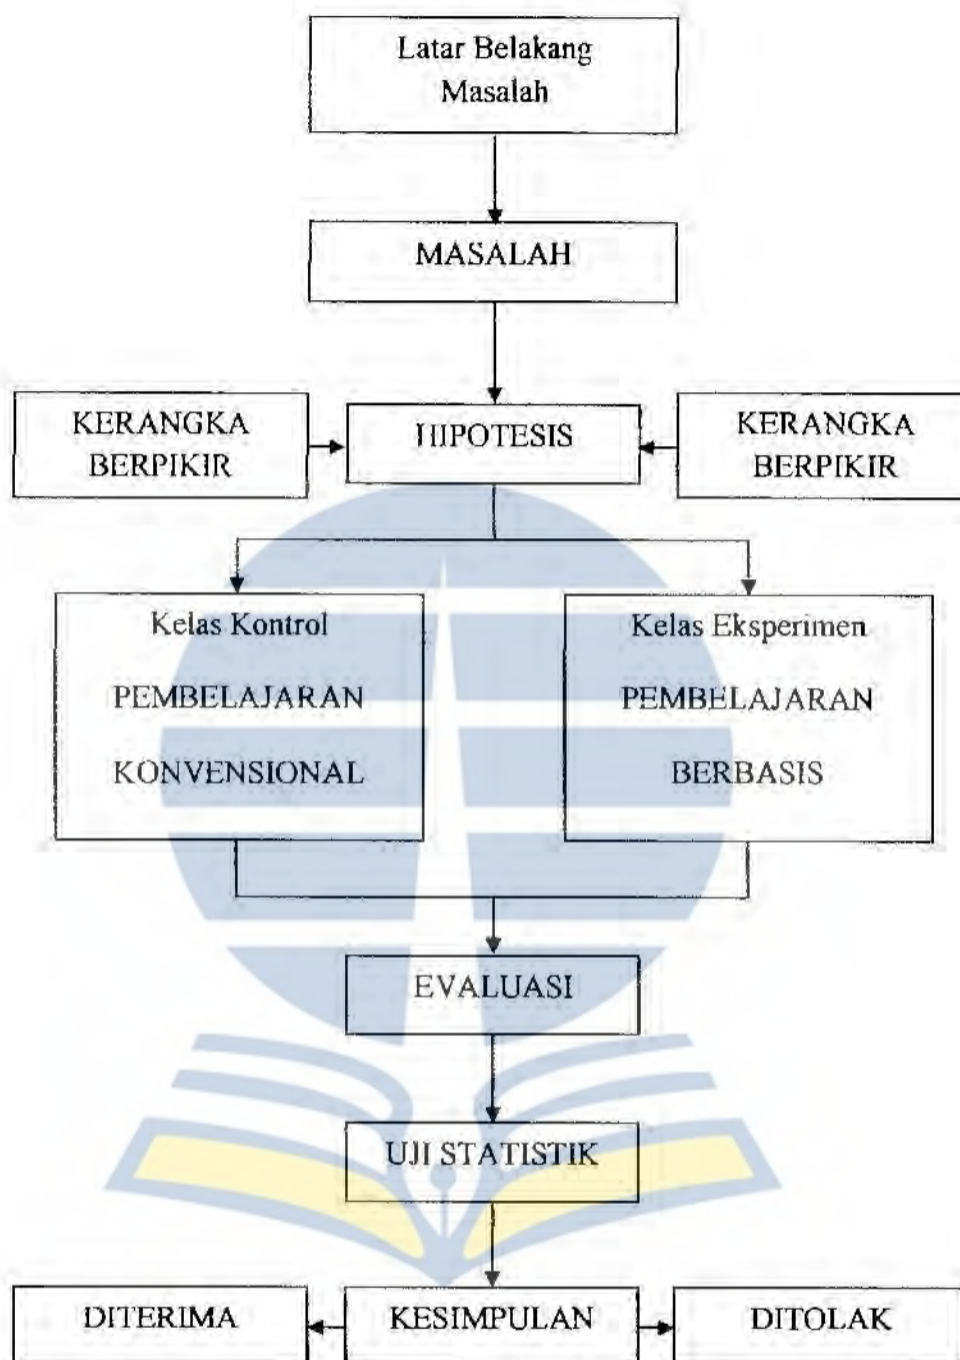 Latar Belakang
Masalah
MASALAH
KERANGKA
BERPIKIR
HIPOTESIS
KERANGKA
BERPIKIR
Kelas Kontrol
PEMBELAJARAN
KONVENSIONAL
Kelas Eksperimen
PEMBELAJARAN
BERBASIS
EVALUASI
UJI STATISTIK
DITERIMA
KESIMPULAN
DITOLAK